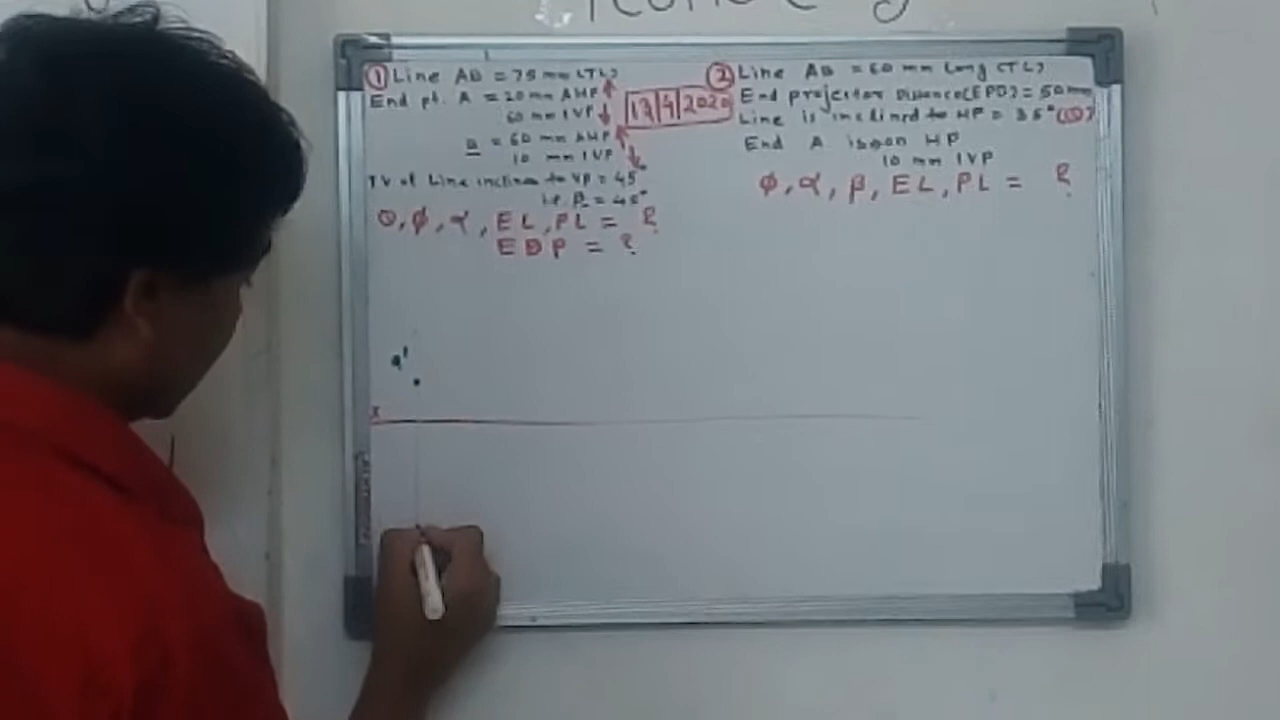 ① Line AB = 75 mm (TL)
End pt. A = 20 mm AHP ↑
60 mm IVP ↓
B = 60 mm AHP ↑
10 mm IVP ↓
TV of Line inclined to VP = 45°
i.e. β = 45°
θ, φ, α, EL, PL = ?
EDP = ?
17/4/2020
② Line AB = 60 mm Long (TL)
End projector Distance (EPD) = 50 mm
Line is inclined to HP = 35° (θ)
End A is on HP
10 mm IVP
φ, α, β, EL, PL = ?
a'
X